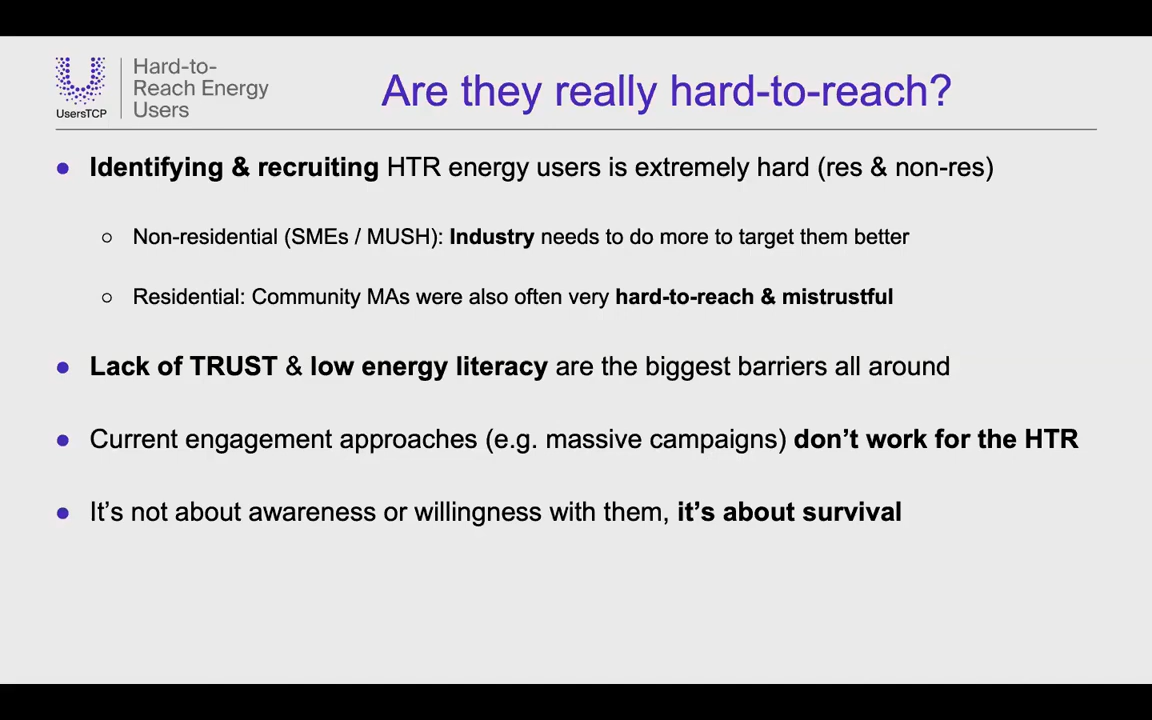 UsersTCP
Hard-to-
Reach Energy
Users
Are they really hard-to-reach?
● Identifying & recruiting HTR energy users is extremely hard (res & non-res)
○ Non-residential (SMEs / MUSH): Industry needs to do more to target them better
○ Residential: Community MAs were also often very hard-to-reach & mistrustful
● Lack of TRUST & low energy literacy are the biggest barriers all around
● Current engagement approaches (e.g. massive campaigns) don’t work for the HTR
● It’s not about awareness or willingness with them, it’s about survival